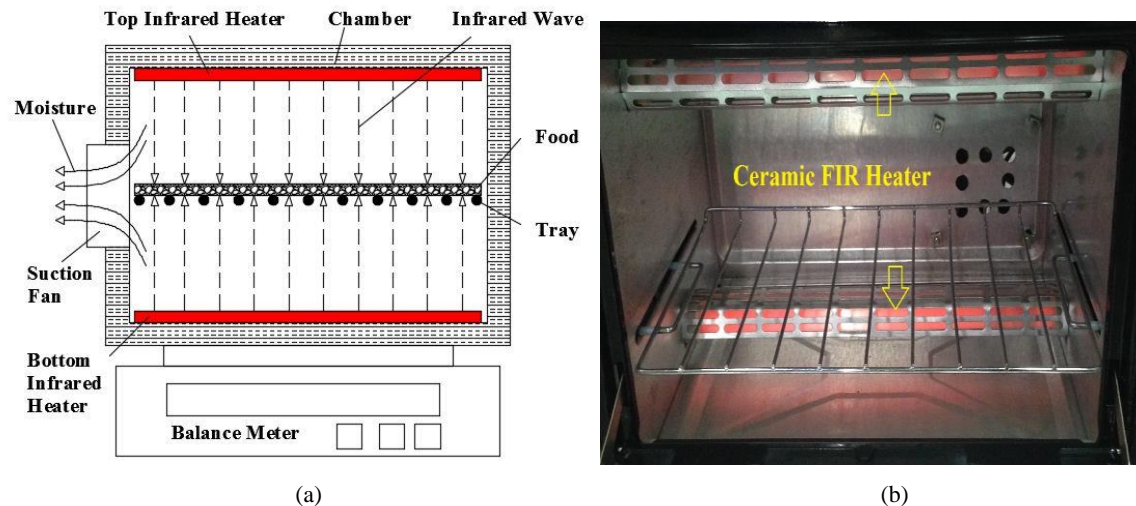 Top Infrared Heater
Chamber
Infrared Wave
Moisture
Food
Tray
Suction
Fan
Bottom
Infrared
Heater
Balance Meter
Ceramic FIR Heater
(a)
(b)